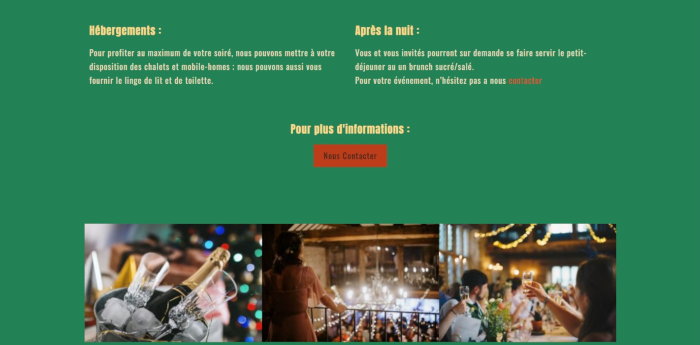 Hébergements :
Pour profiter au maximum de votre soiré, nous pouvons mettre à votre
disposition des chalets et mobile-homes : nous pouvons aussi vous
fournir le linge de lit et de toilette.
Après la nuit :
Vous et vous invités pourront sur demande se faire servir le petit-
déjeuner au un brunch sucré/salé.
Pour votre événement, n'hésitez pas a nous contacter
Pour plus d'informations :
Nous Contacter